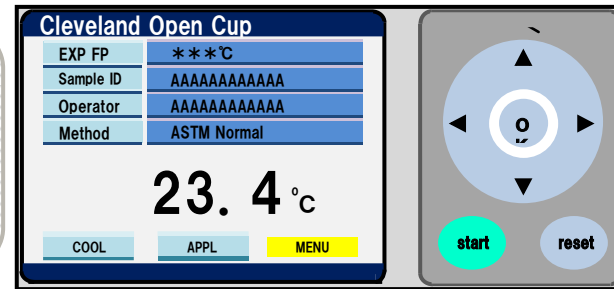 Cleveland Open Cup
EXP FP ***℃
Sample ID AAAAAAAAAAAA
Operator AAAAAAAAAAAA
Method ASTM Normal
23. 4 ℃
COOL APPL MENU
▲
◀ ▶
▼
start reset